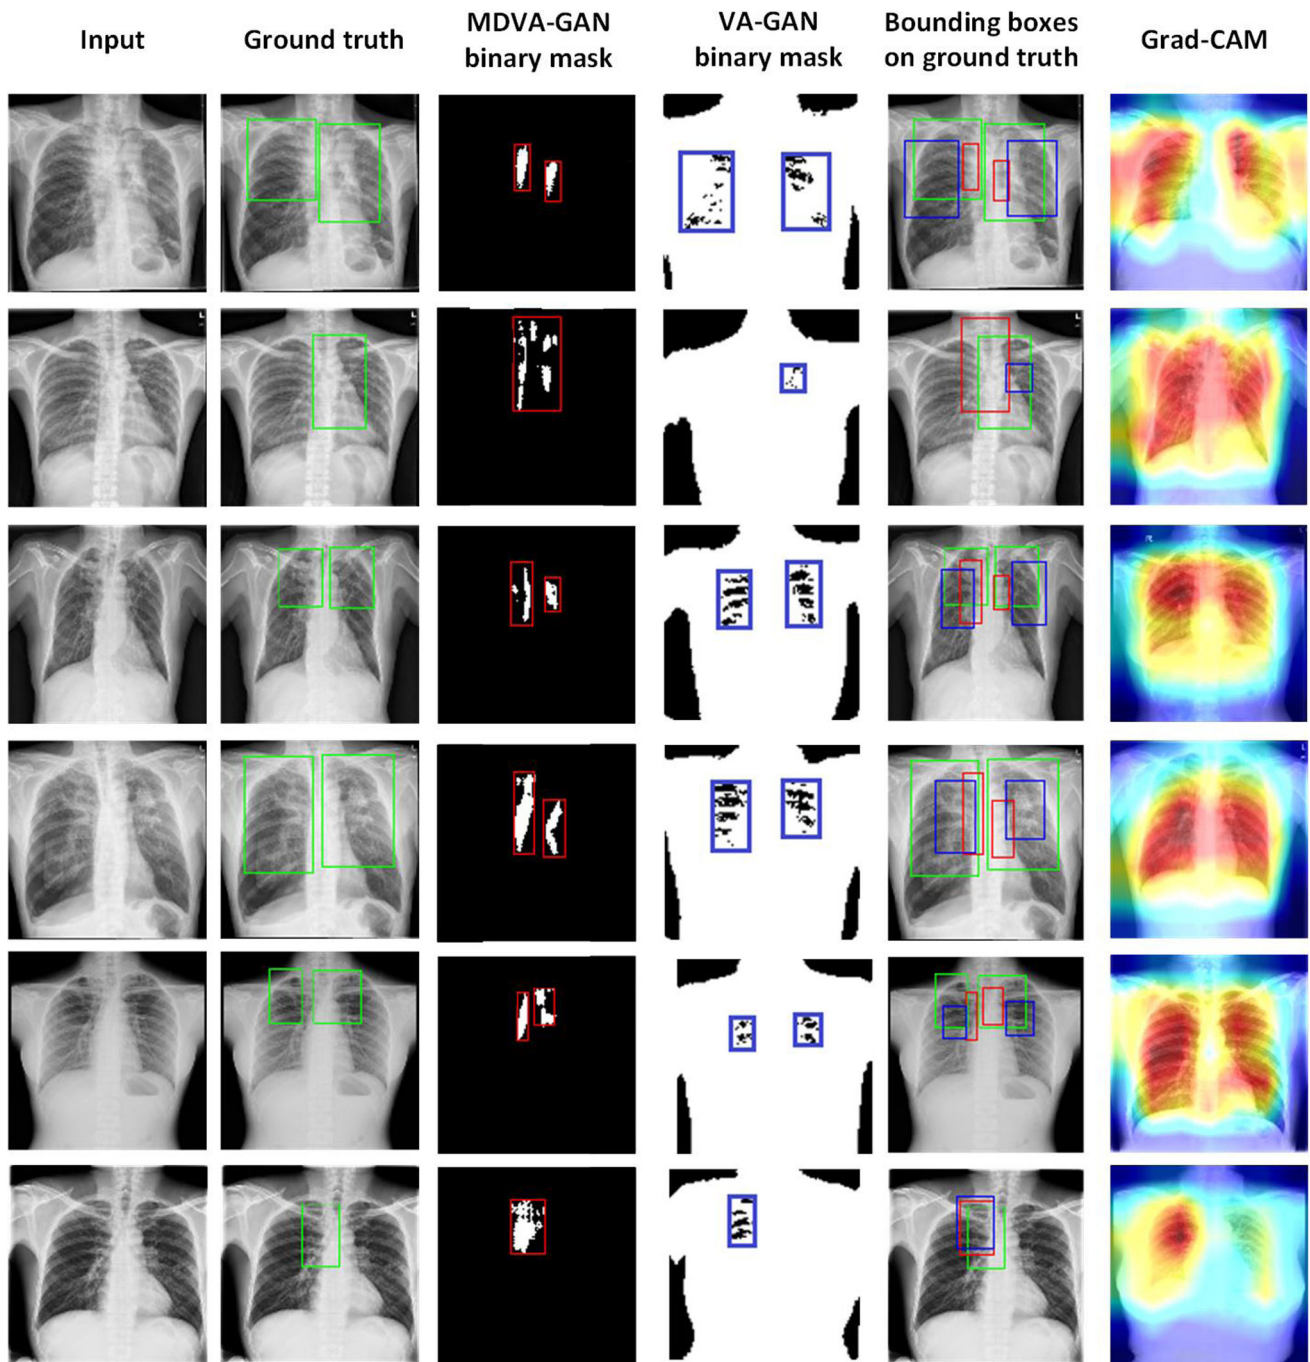 Input
Ground truth
MDVA-GAN
binary mask
VA-GAN
binary mask
Bounding boxes
on ground truth
Grad-CAM
L
L
L
R
L
L
L